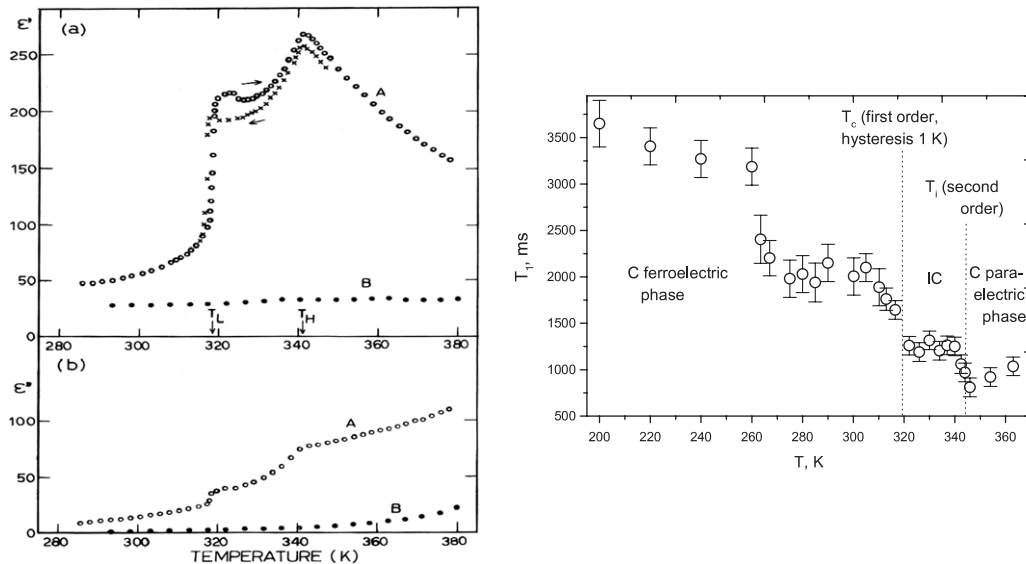 ε'
(a)
250
200
150
100
50
0
A
B
T_L
T_H
280
300
320
340
360
380
(b)
ε"
100
50
0
A
B
280
300
320
340
360
380
TEMPERATURE (K)
T_c (first order,
hysteresis 1 K)
T_i (second
order)
C ferroelectric
phase
IC
C para-
electric
phase
T_1, ms
3500
3000
2500
2000
1500
1000
500
200
220
240
260
280
300
320
340
360
T, K